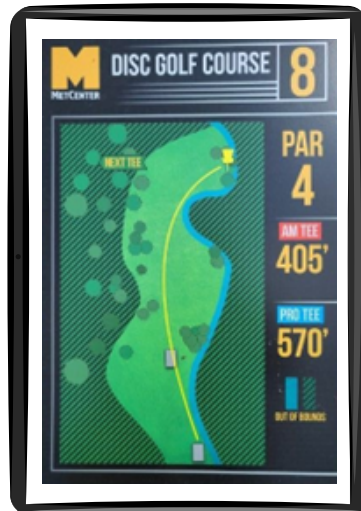 M
METCENTER
DISC GOLF COURSE
8
NEXT TEE
PAR
4
AM TEE
405'
PRO TEE
570'
OUT OF BOUNDS